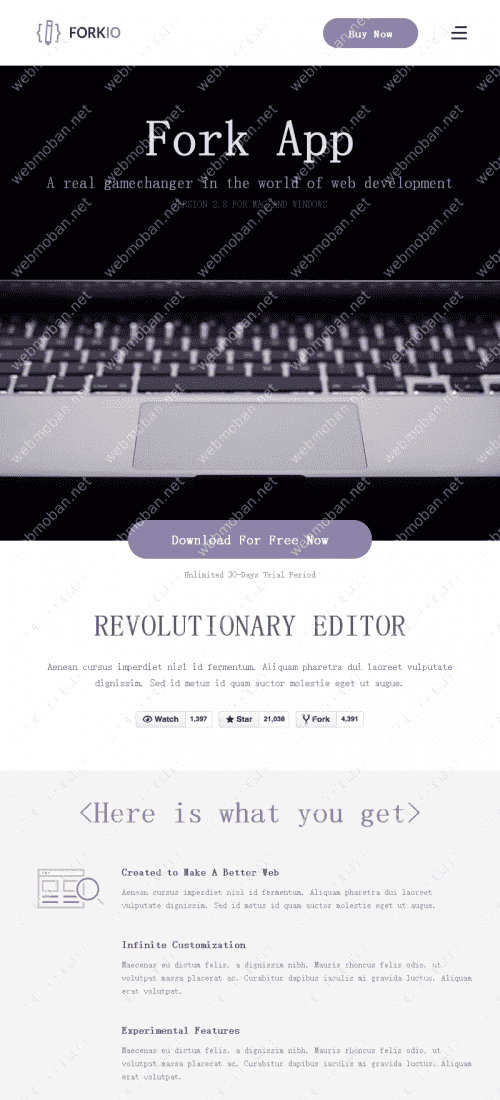 FORKIO
Buy Now
Fork App
A real gamechanger in the world of web development
VERSION 2.8 FOR MAC AND WINDOWS
Download For Free Now
Unlimited 30-Days Trial Period
REVOLUTIONARY EDITOR
Aenean cursus imperdiet nisl id fermentum. Aliquam pharetra dui laoreet vulputate
dignissim. Sed id metus id quam auctor molestie eget ut augue.
Watch 1,397 Star 21,038 Fork 4,391
<Here is what you get>
Created to Make A Better Web
Aenean cursus imperdiet nisl id fermentum. Aliquam pharetra dui laoreet
vulputate dignissim. Sed id metus id quam auctor molestie eget ut augue.
Infinite Customization
Maecenas eu dictum felis, a dignissim nibh. Mauris rhoncus felis odio, ut
volutpat massa placerat ac. Curabitur dapibus iaculis mi gravida luctus. Aliquam
erat volutpat.
Experimental Features
Maecenas eu dictum felis, a dignissim nibh. Mauris rhoncus felis odio, ut
volutpat massa placerat ac. Curabitur dapibus iaculis mi gravida luctus. Aliquam
erat volutpat.
webmoban.net